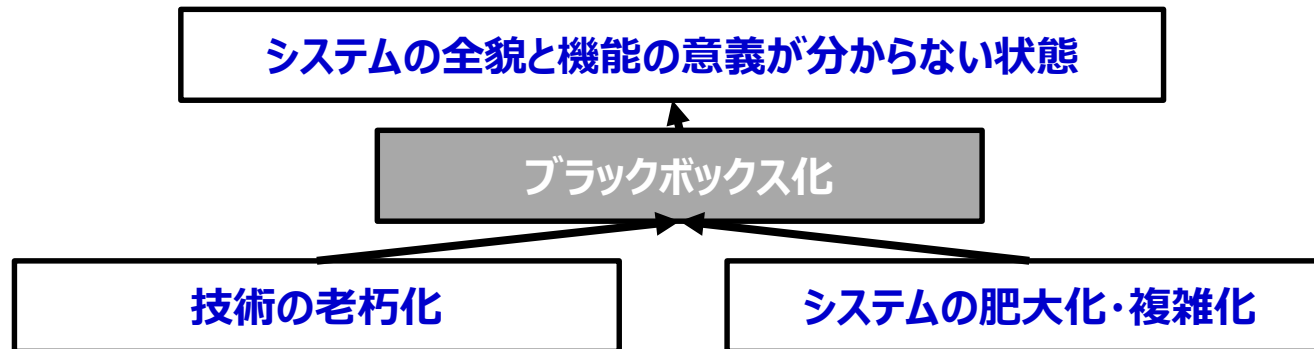 システムの全貌と機能の意義が分からない状態
ブラックボックス化
技術の老朽化
システムの肥大化・複雑化